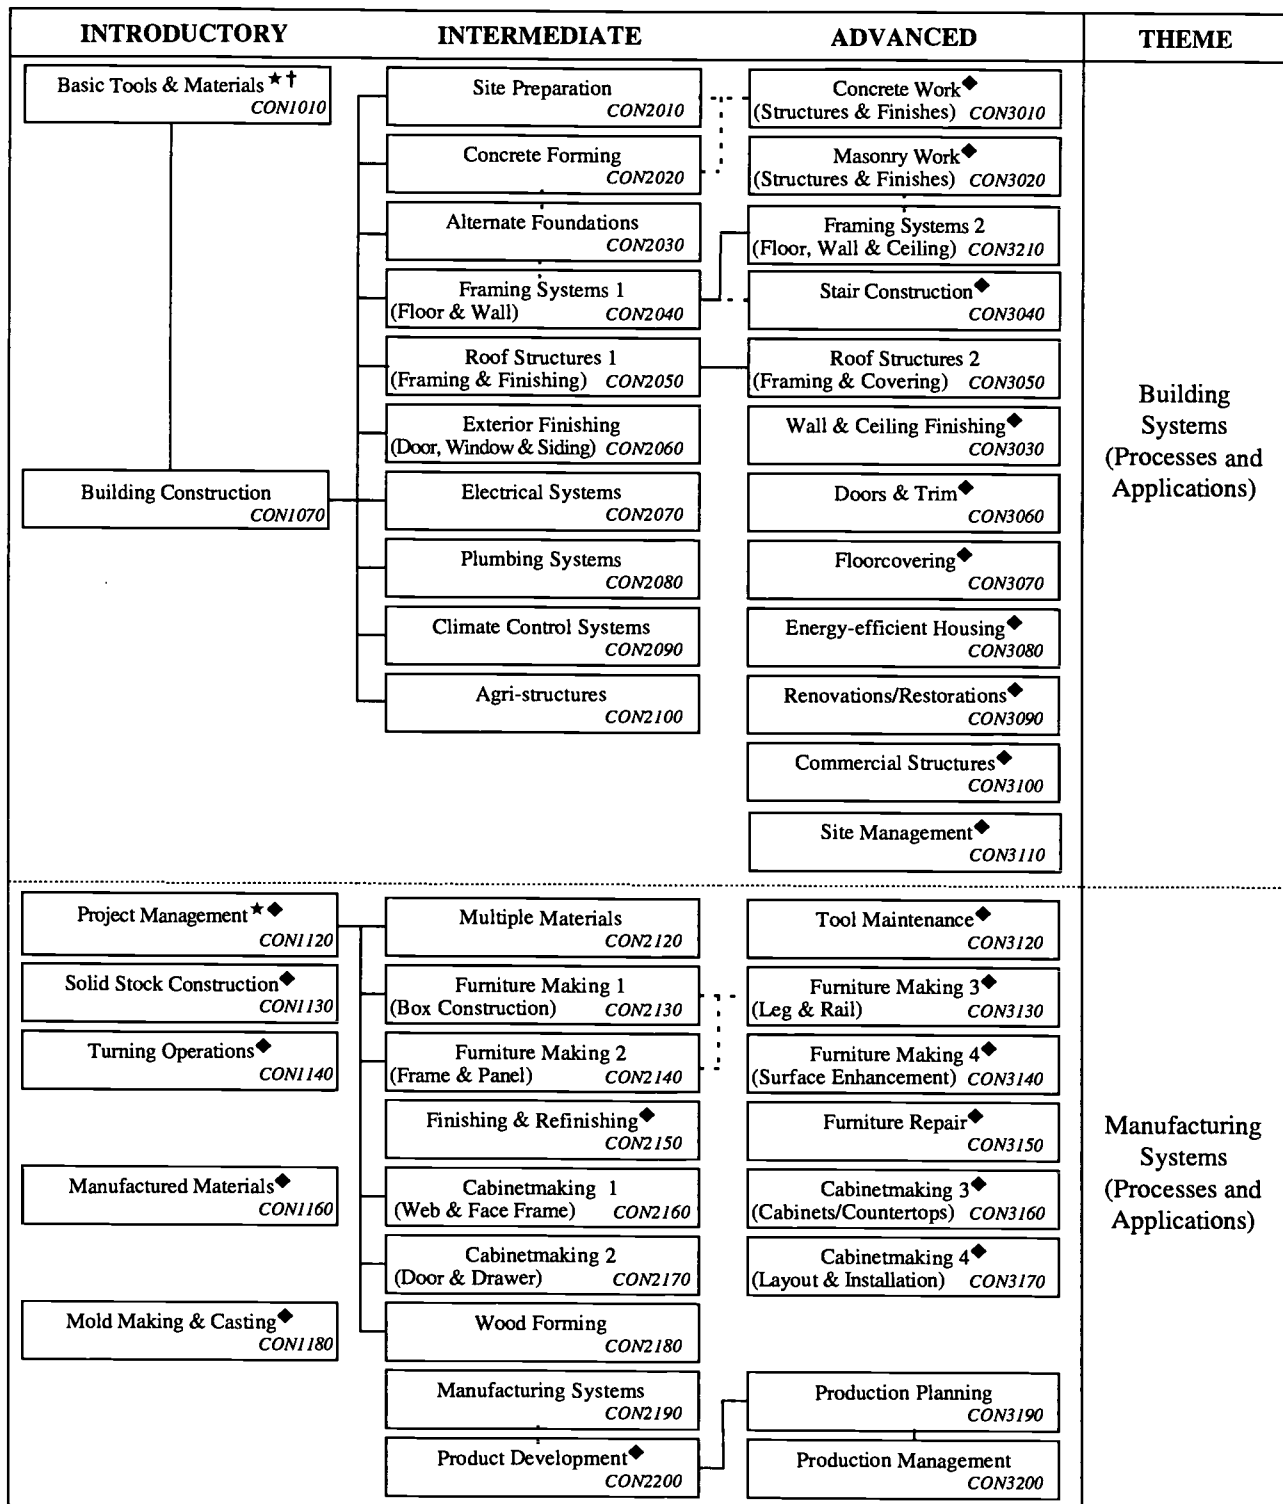 INTRODUCTORY
INTERMEDIATE
ADVANCED
THEME
Basic Tools & Materials ★†
CON1010
Building Construction
CON1070
Site Preparation
CON2010
Concrete Forming
CON2020
Alternate Foundations
CON2030
Framing Systems 1
(Floor & Wall) CON2040
Roof Structures 1
(Framing & Finishing) CON2050
Exterior Finishing
(Door, Window & Siding) CON2060
Electrical Systems
CON2070
Plumbing Systems
CON2080
Climate Control Systems
CON2090
Agri-structures
CON2100
Concrete Work◆
(Structures & Finishes) CON3010
Masonry Work◆
(Structures & Finishes) CON3020
Framing Systems 2
(Floor, Wall & Ceiling) CON3210
Stair Construction◆
CON3040
Roof Structures 2
(Framing & Covering) CON3050
Wall & Ceiling Finishing◆
CON3030
Doors & Trim◆
CON3060
Floorcovering◆
CON3070
Energy-efficient Housing◆
CON3080
Renovations/Restorations◆
CON3090
Commercial Structures◆
CON3100
Site Management◆
CON3110
Building
Systems
(Processes and
Applications)
Project Management★◆
CON1120
Solid Stock Construction◆
CON1130
Turning Operations◆
CON1140
Manufactured Materials◆
CON1160
Mold Making & Casting◆
CON1180
Multiple Materials
CON2120
Furniture Making 1
(Box Construction) CON2130
Furniture Making 2
(Frame & Panel) CON2140
Finishing & Refinishing◆
CON2150
Cabinetmaking 1
(Web & Face Frame) CON2160
Cabinetmaking 2
(Door & Drawer) CON2170
Wood Forming
CON2180
Manufacturing Systems
CON2190
Product Development◆
CON2200
Tool Maintenance◆
CON3120
Furniture Making 3◆
(Leg & Rail) CON3130
Furniture Making 4◆
(Surface Enhancement) CON3140
Furniture Repair◆
CON3150
Cabinetmaking 3◆
(Cabinets/Countertops) CON3160
Cabinetmaking 4◆
(Layout & Installation) CON3170
Production Planning
CON3190
Production Management
CON3200
Manufacturing
Systems
(Processes and
Applications)